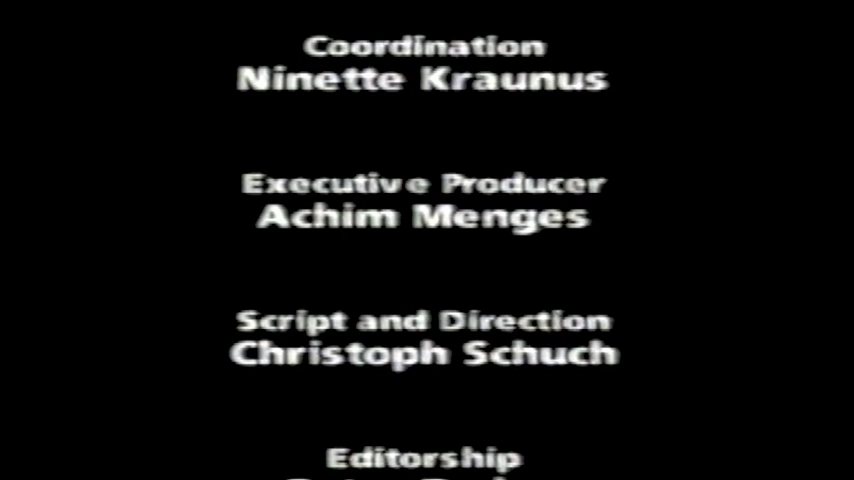 Coordination
Ninette Kraunus
Executive Producer
Achim Menges
Script and Direction
Christoph Schuch
Editorship